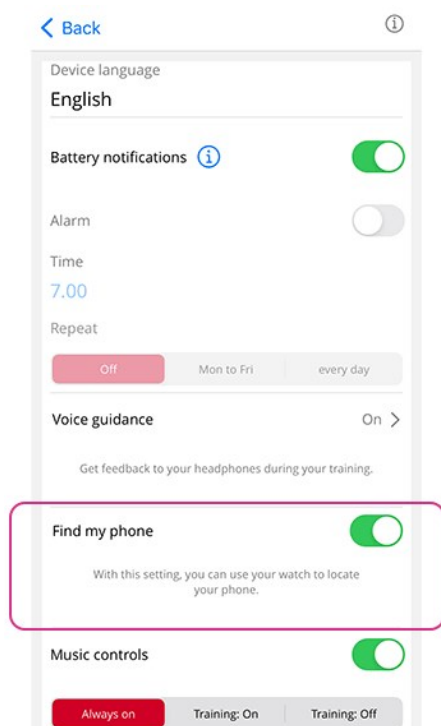 Back
Device language
English
Battery notifications
Alarm
Time
7.00
Repeat
Off Mon to Fri every day
Voice guidance On
Get feedback to your headphones during your training.
Find my phone
With this setting, you can use your watch to locate
your phone.
Music controls
Always on Training: On Training: Off